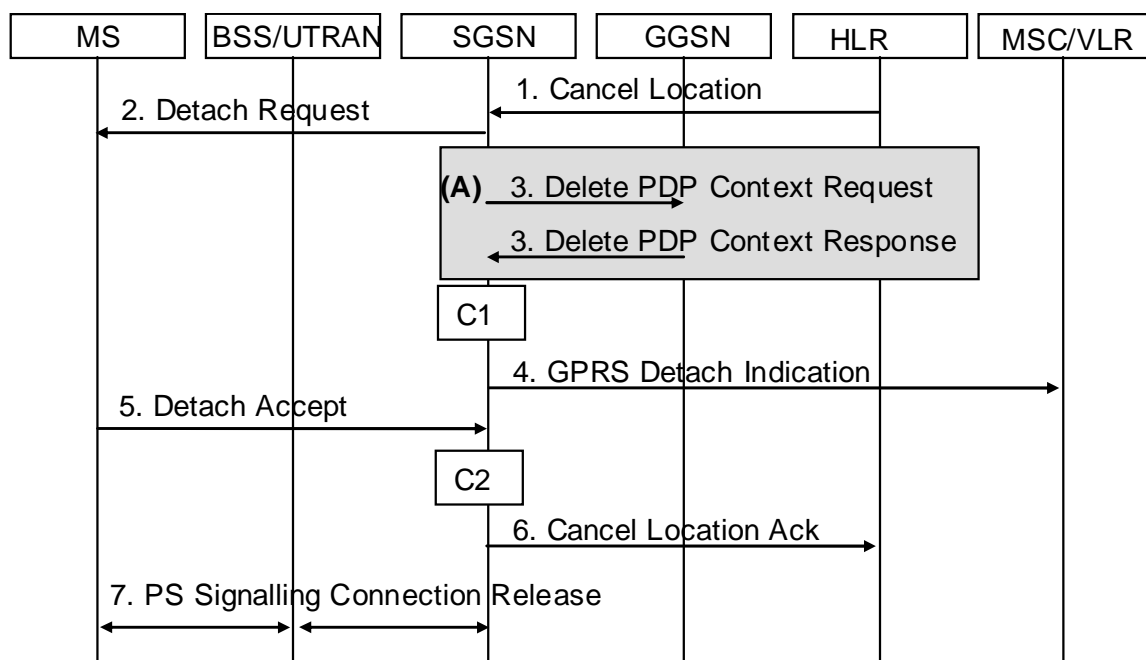 MS
BSS/UTRAN
SGSN
GGSN
HLR
MSC/VLR
1. Cancel Location
2. Detach Request
(A)
3. Delete PDP Context Request
3. Delete PDP Context Response
C1
4. GPRS Detach Indication
5. Detach Accept
C2
6. Cancel Location Ack
7. PS Signalling Connection Release